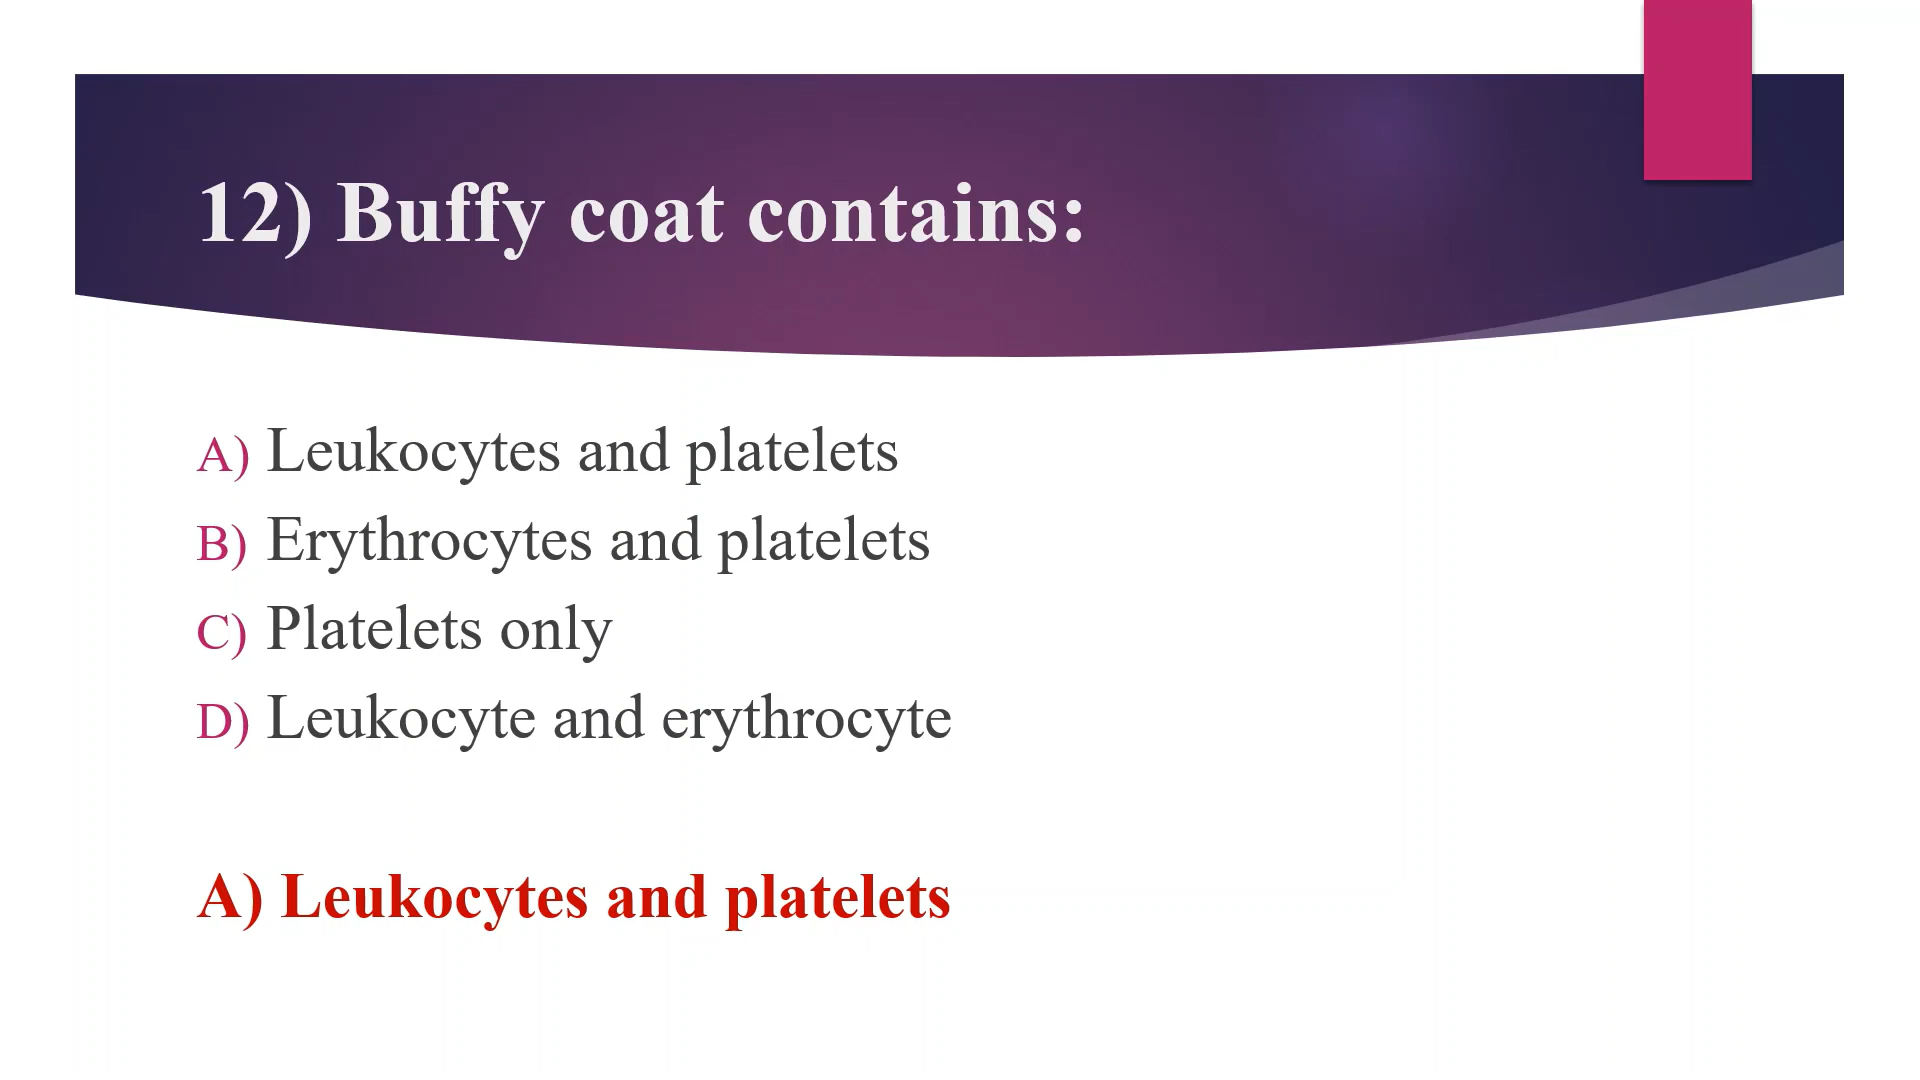 12) Buffy coat contains:
A) Leukocytes and platelets
B) Erythrocytes and platelets
C) Platelets only
D) Leukocyte and erythrocyte
A) Leukocytes and platelets